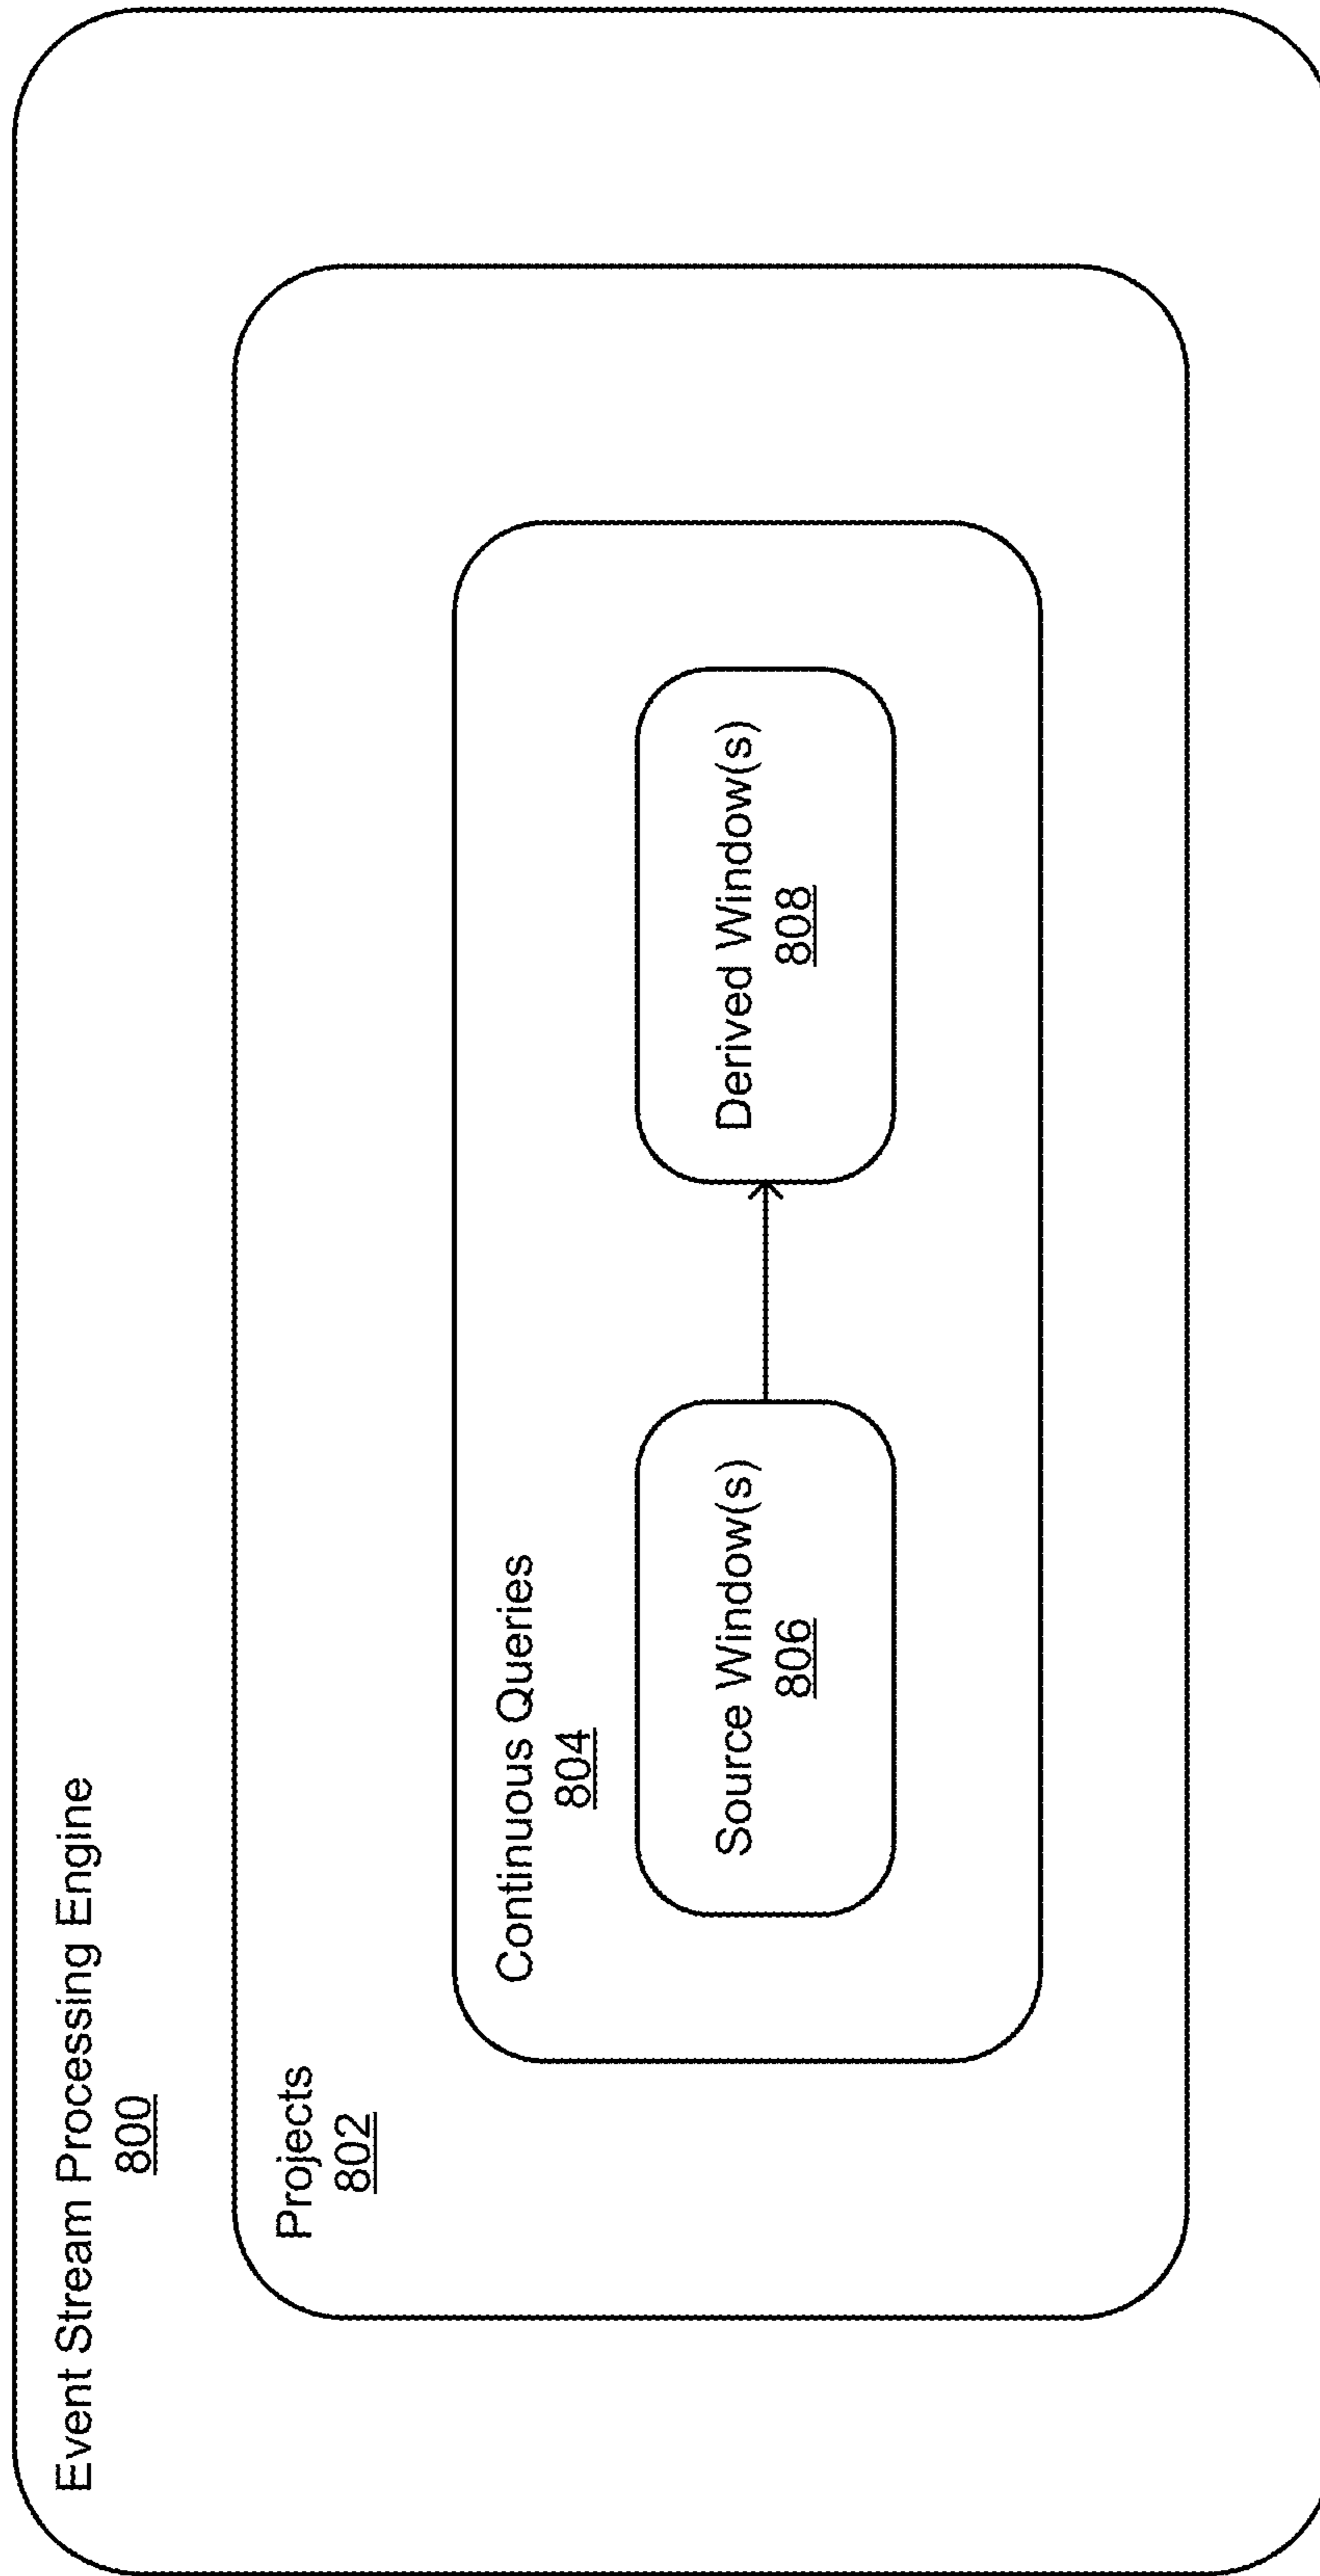 Event Stream Processing Engine
800
Projects
802
Continuous Queries
804
Source Window(s)
806
Derived Window(s)
808